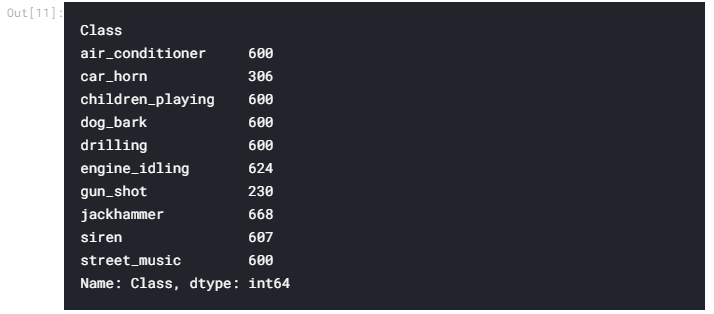 Out[11]:
Class
air_conditioner 600
car_horn 306
children_playing 600
dog_bark 600
drilling 600
engine_idling 624
gun_shot 230
jackhammer 668
siren 607
street_music 600
Name: Class, dtype: int64